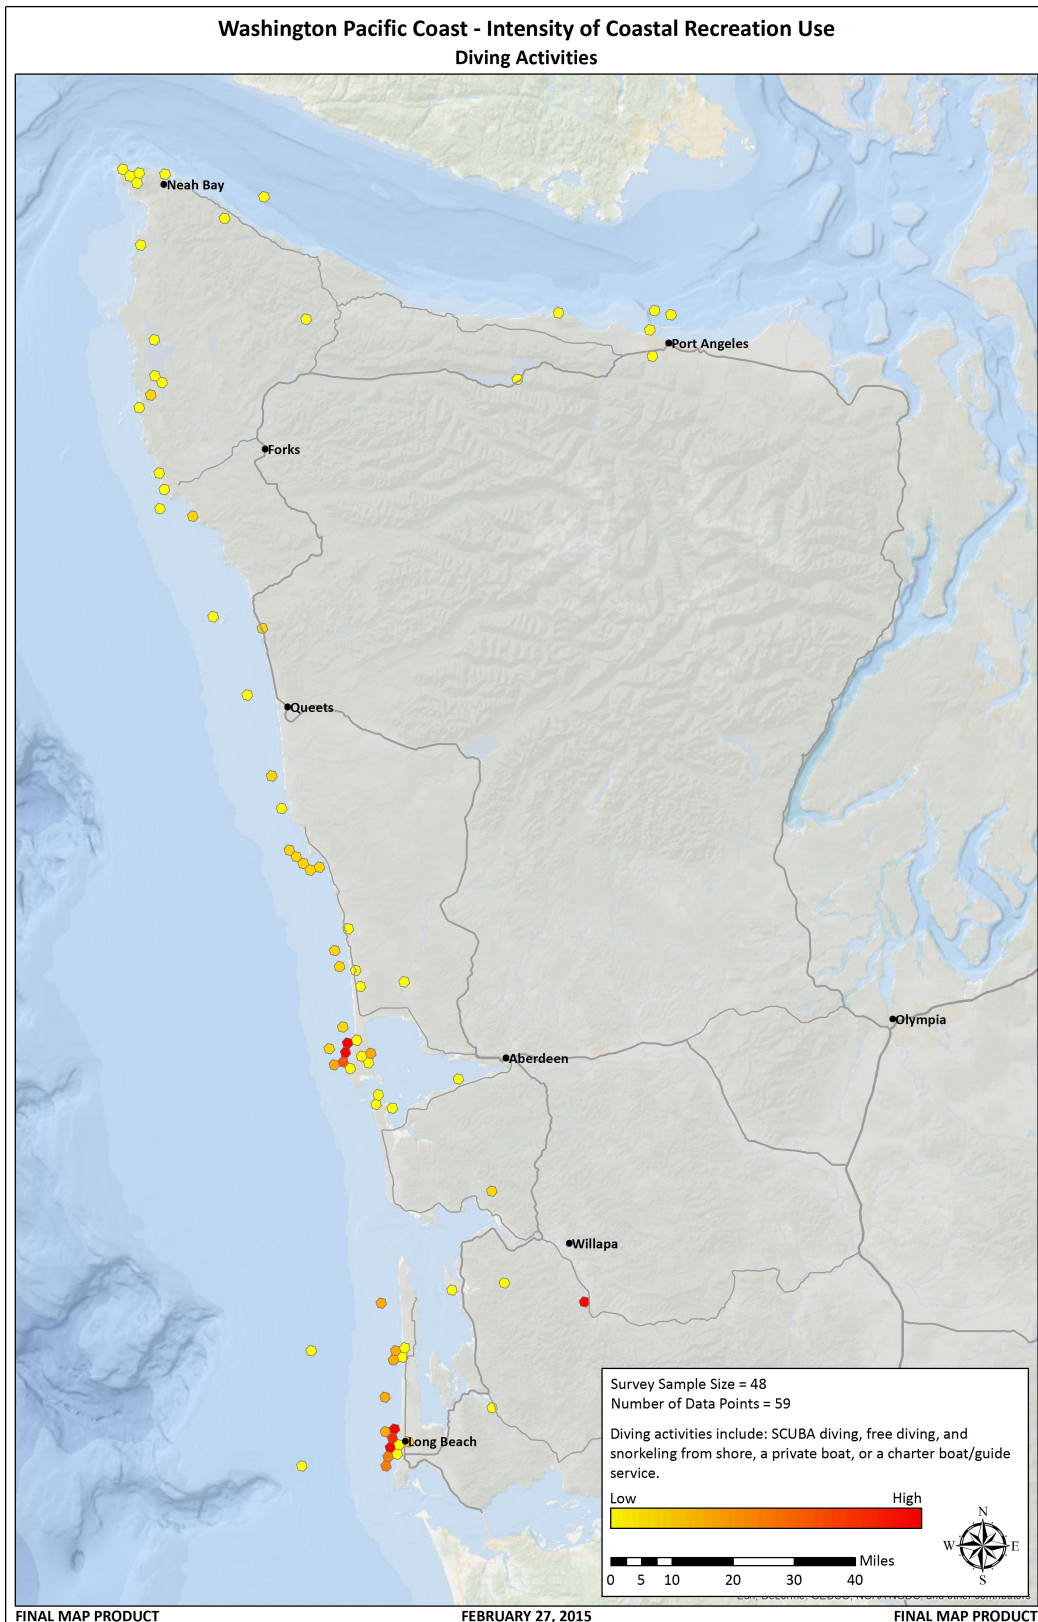 Washington Pacific Coast - Intensity of Coastal Recreation Use
Diving Activities
Neah Bay
Port Angeles
Forks
Queets
Olympia
Aberdeen
Willapa
Long Beach
Survey Sample Size = 48
Number of Data Points = 59
Diving activities include: SCUBA diving, free diving, and
snorkeling from shore, a private boat, or a charter boat/guide
service.
Low High
N
W E
S
Miles
0 5 10 20 30 40
FINAL MAP PRODUCT FEBRUARY 27, 2015 FINAL MAP PRODUCT